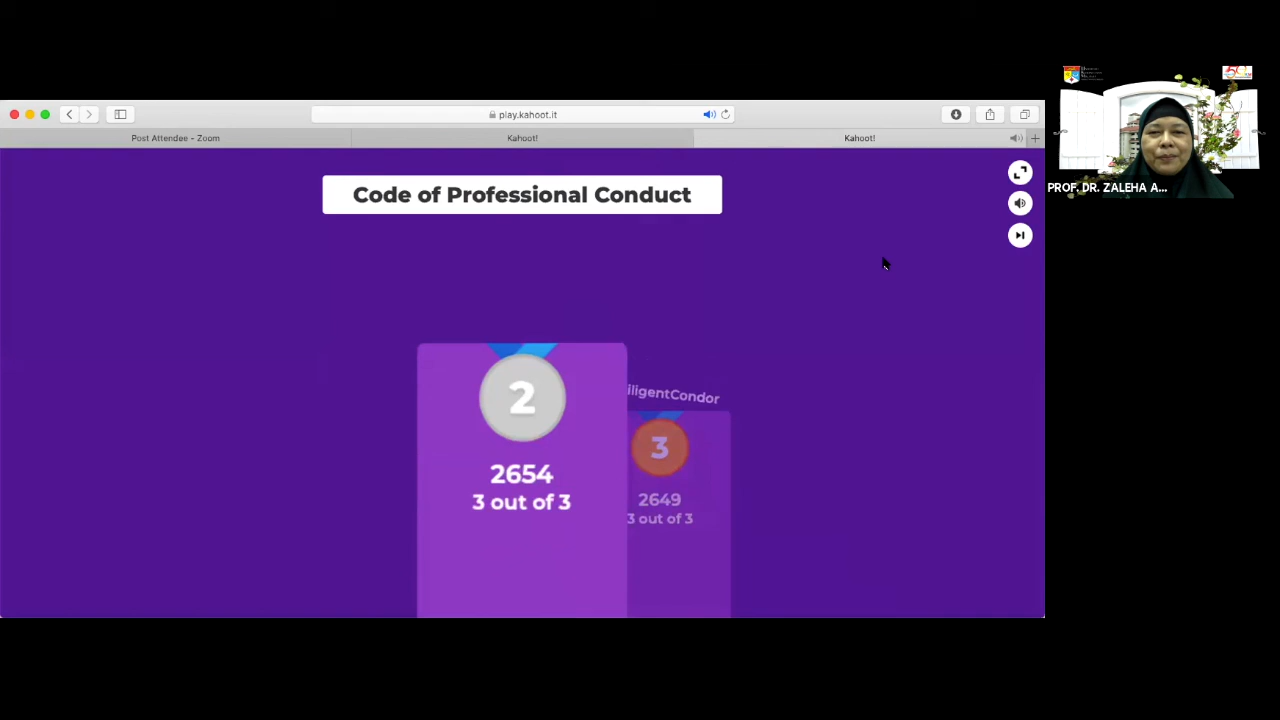 play.kahoot.it
Post Attendee - Zoom
Kahoot!
Kahoot!
Code of Professional Conduct
2
2654
3 out of 3
iligentCondor
3
2649
3 out of 3
PROF. DR. ZALEHA A...